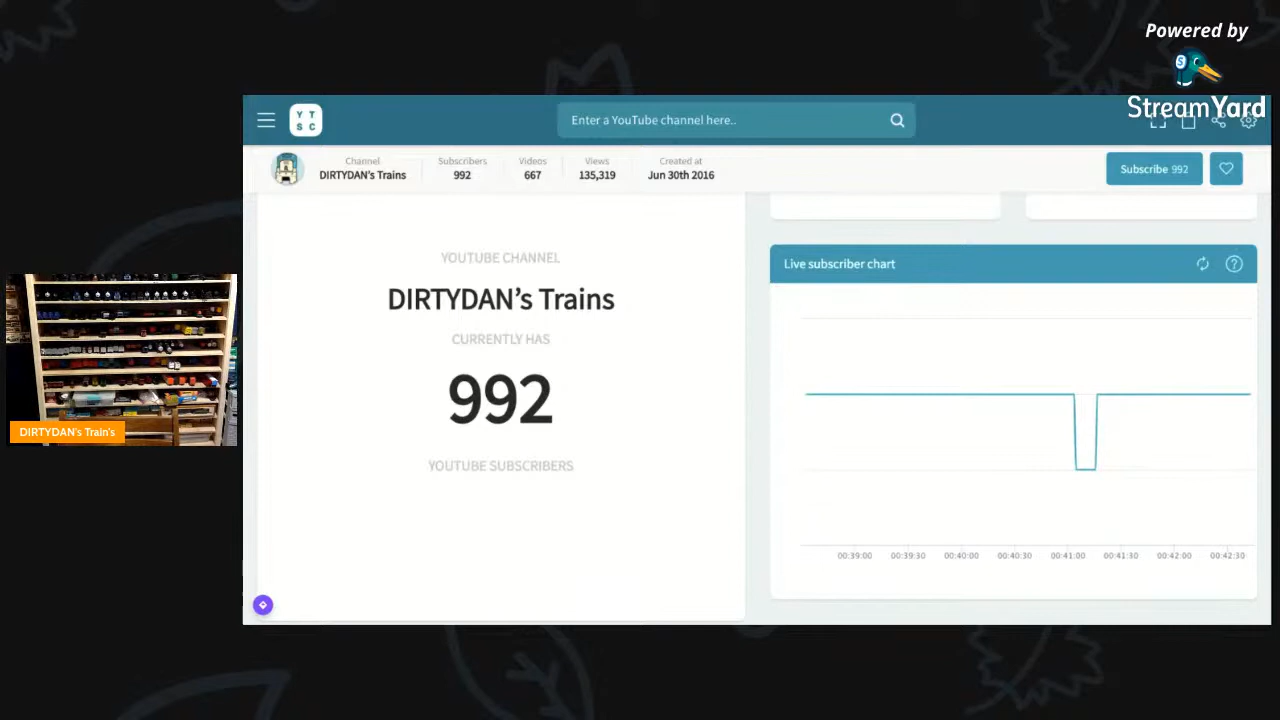 Powered by
StreamYard
Y T
S C
Enter a YouTube channel here..
Channel
DIRTYDAN's Trains
Subscribers
992
Videos
667
Views
135,319
Created at
Jun 30th 2016
Subscribe 992
YOUTUBE CHANNEL
DIRTYDAN's Trains
CURRENTLY HAS
992
YOUTUBE SUBSCRIBERS
Live subscriber chart
00:39:00 00:39:30 00:40:00 00:40:30 00:41:00 00:41:30 00:42:00 00:42:30
DIRTYDAN's Train's